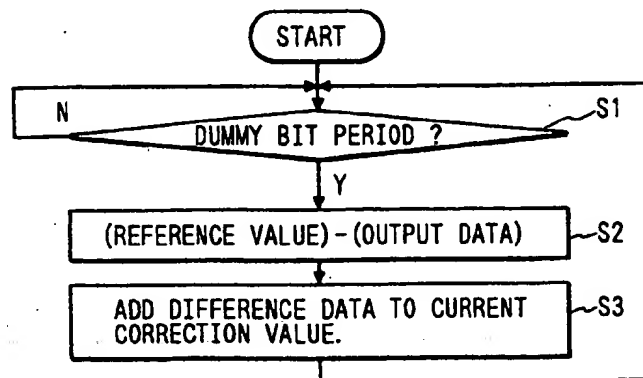 START
N
DUMMY BIT PERIOD ?
S1
Y
(REFERENCE VALUE)-(OUTPUT DATA)
S2
ADD DIFFERENCE DATA TO CURRENT
CORRECTION VALUE.
S3